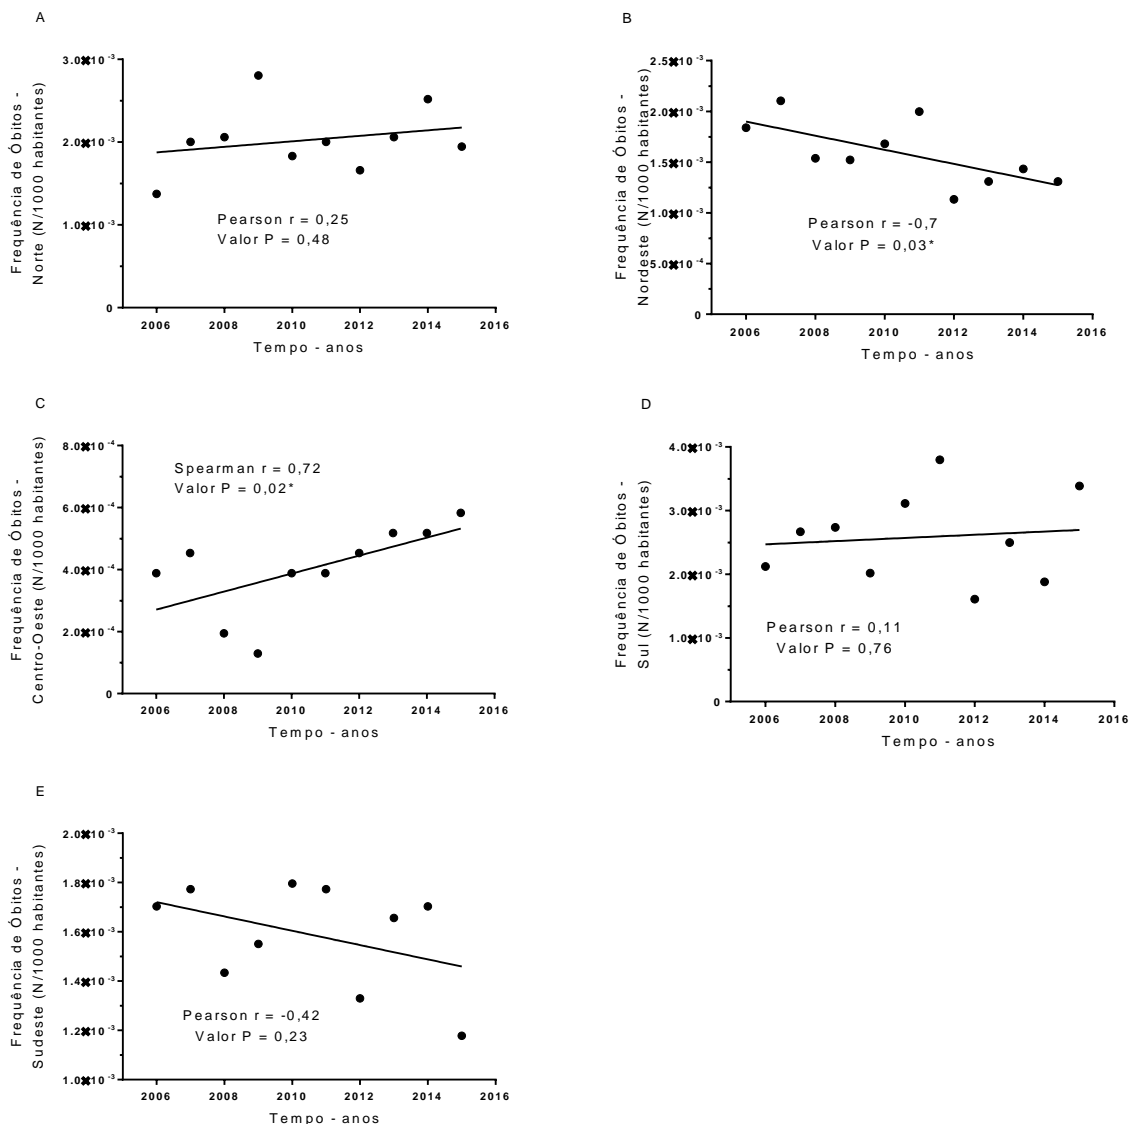 A
Frequência de Óbitos -
Norte (N/1000 habitantes)
3.0✖10 -3
2.0✖10 -3
1.0✖10 -3
0
Pearson r = 0,25
Valor P = 0,48
2006 2008 2010 2012 2014 2016
Tempo - anos
B
Frequência de Óbitos -
Nordeste (N/1000 habitantes)
2.5✖10 -3
2.0✖10 -3
1.5✖10 -3
1.0✖10 -3
5.0✖10 -4
0
Pearson r = -0,7
Valor P = 0,03*
2006 2008 2010 2012 2014 2016
Tempo - anos
C
Frequência de Óbitos -
Centro-Oeste (N/1000 habitantes)
8.0✖10 -4
6.0✖10 -4
4.0✖10 -4
2.0✖10 -4
0
Spearman r = 0,72
Valor P = 0,02*
2006 2008 2010 2012 2014 2016
Tempo - anos
D
Frequência de Óbitos -
Sul (N/1000 habitantes)
4.0✖10 -3
3.0✖10 -3
2.0✖10 -3
1.0✖10 -3
0
Pearson r = 0,11
Valor P = 0,76
2006 2008 2010 2012 2014 2016
Tempo - anos
E
Frequência de Óbitos -
Sudeste (N/1000 habitantes)
2.0✖10 -3
1.8✖10 -3
1.6✖10 -3
1.4✖10 -3
1.2✖10 -3
1.0✖10 -3
Pearson r = -0,42
Valor P = 0,23
2006 2008 2010 2012 2014 2016
Tempo - anos